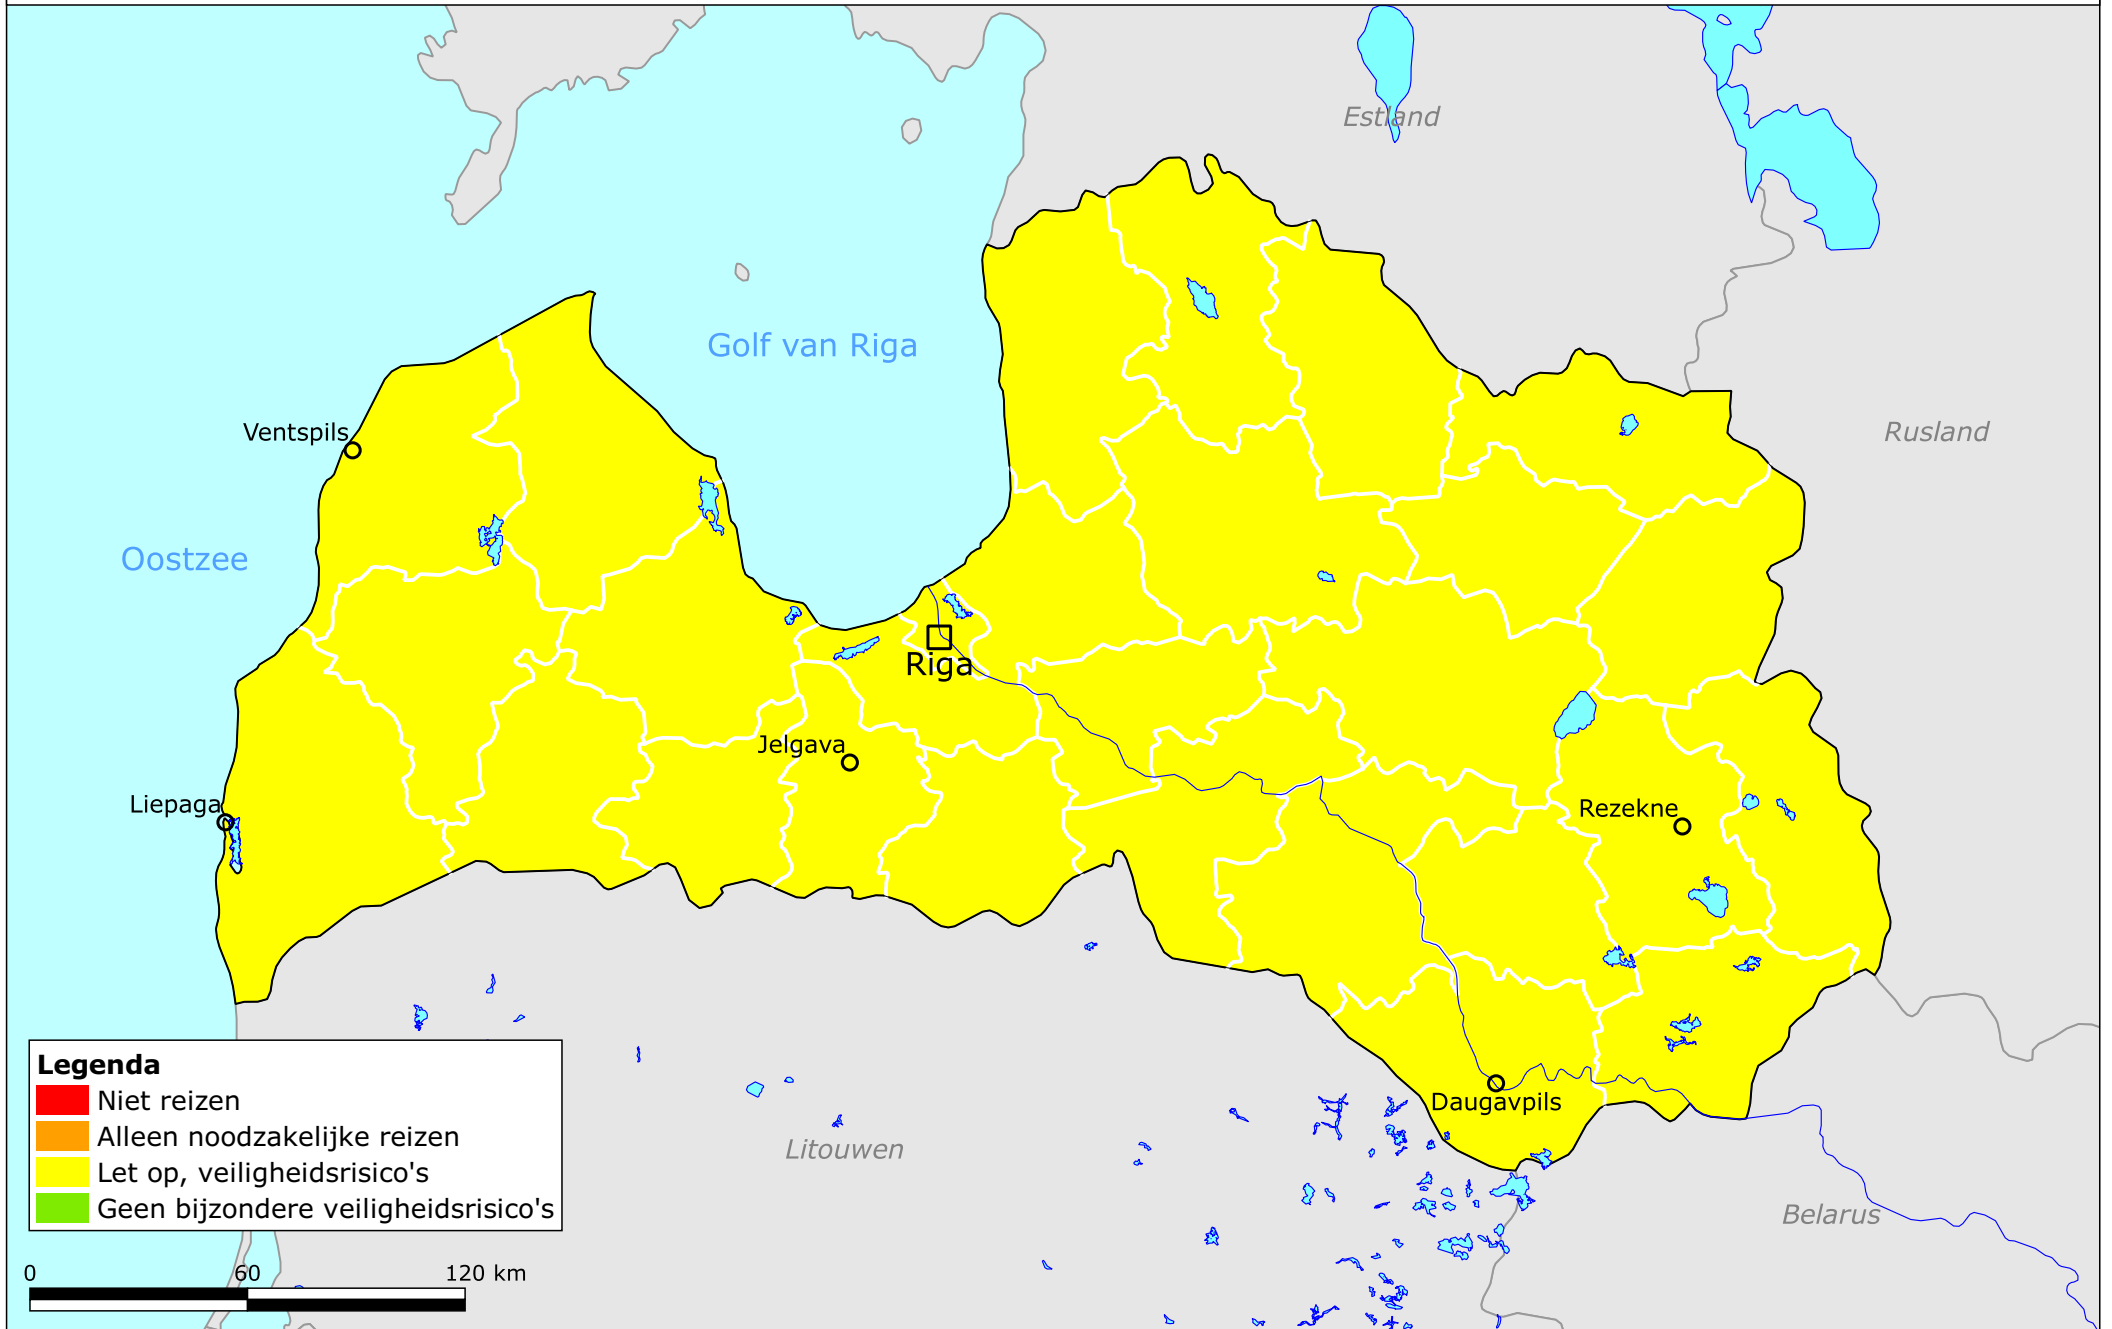 Estland
Golf van Riga
Rusland
Ventspils
Oostzee
Riga
Jelgava
Liepaga
Rezekne
Daugavpils
Litouwen
Belarus
Legenda
Niet reizen
Alleen noodzakelijke reizen
Let op, veiligheidsrisico's
Geen bijzondere veiligheidsrisico's
0 60 120 km